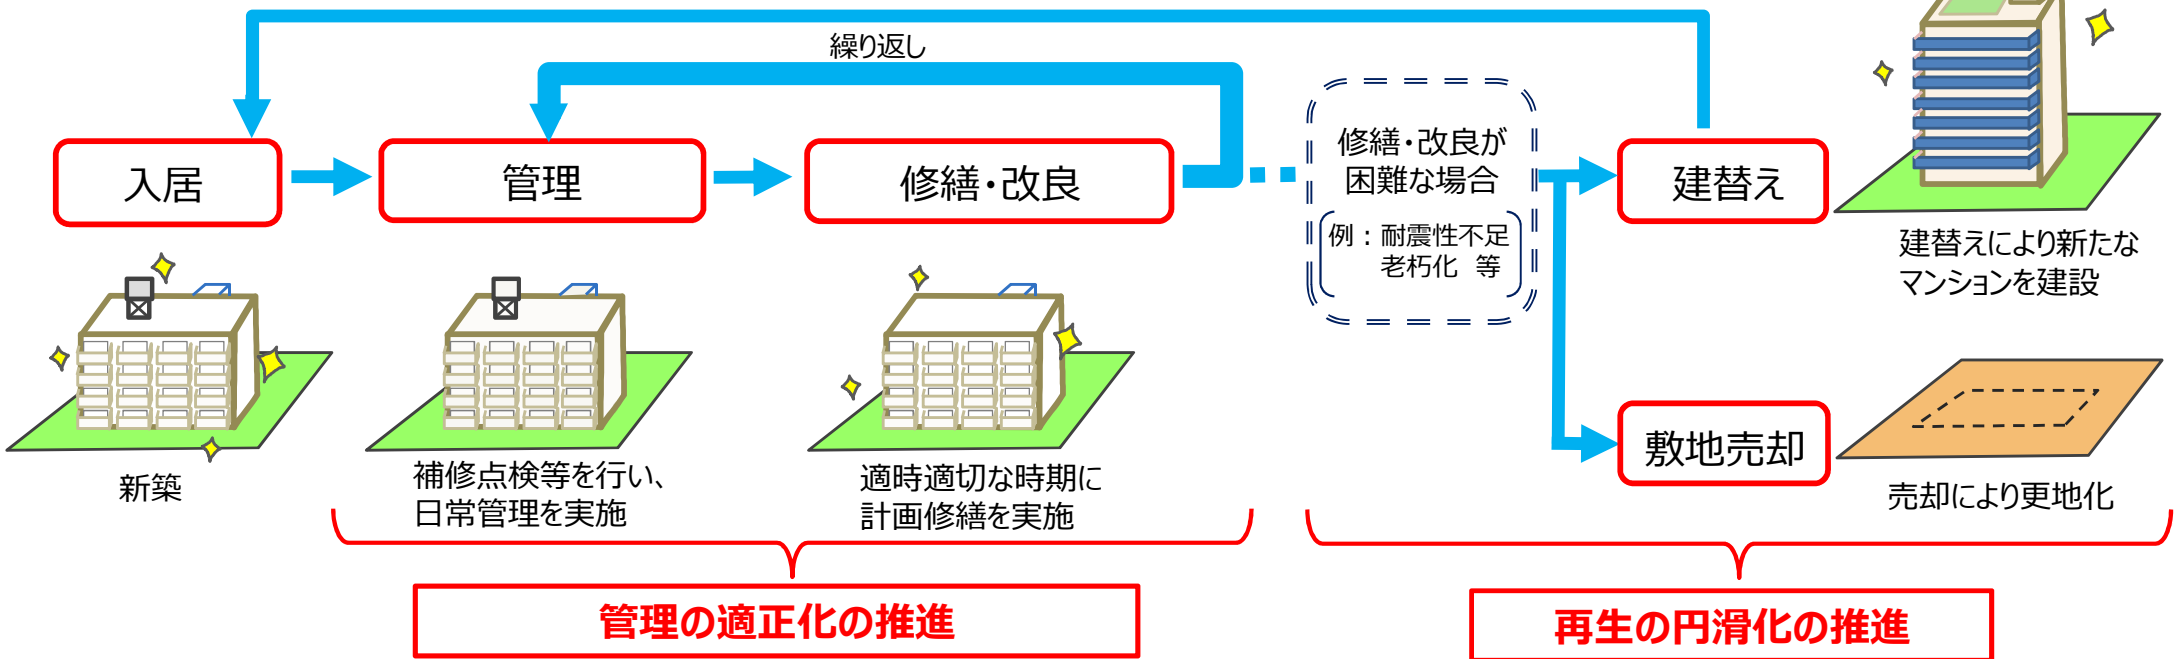 繰り返し
入居
管理
修繕・改良
修繕・改良が
困難な場合
例：耐震性不足
老朽化　等
建替え
建替えにより新たな
マンションを建設
敷地売却
売却により更地化
新築
補修点検等を行い、
日常管理を実施
適時適切な時期に
計画修繕を実施
管理の適正化の推進
再生の円滑化の推進